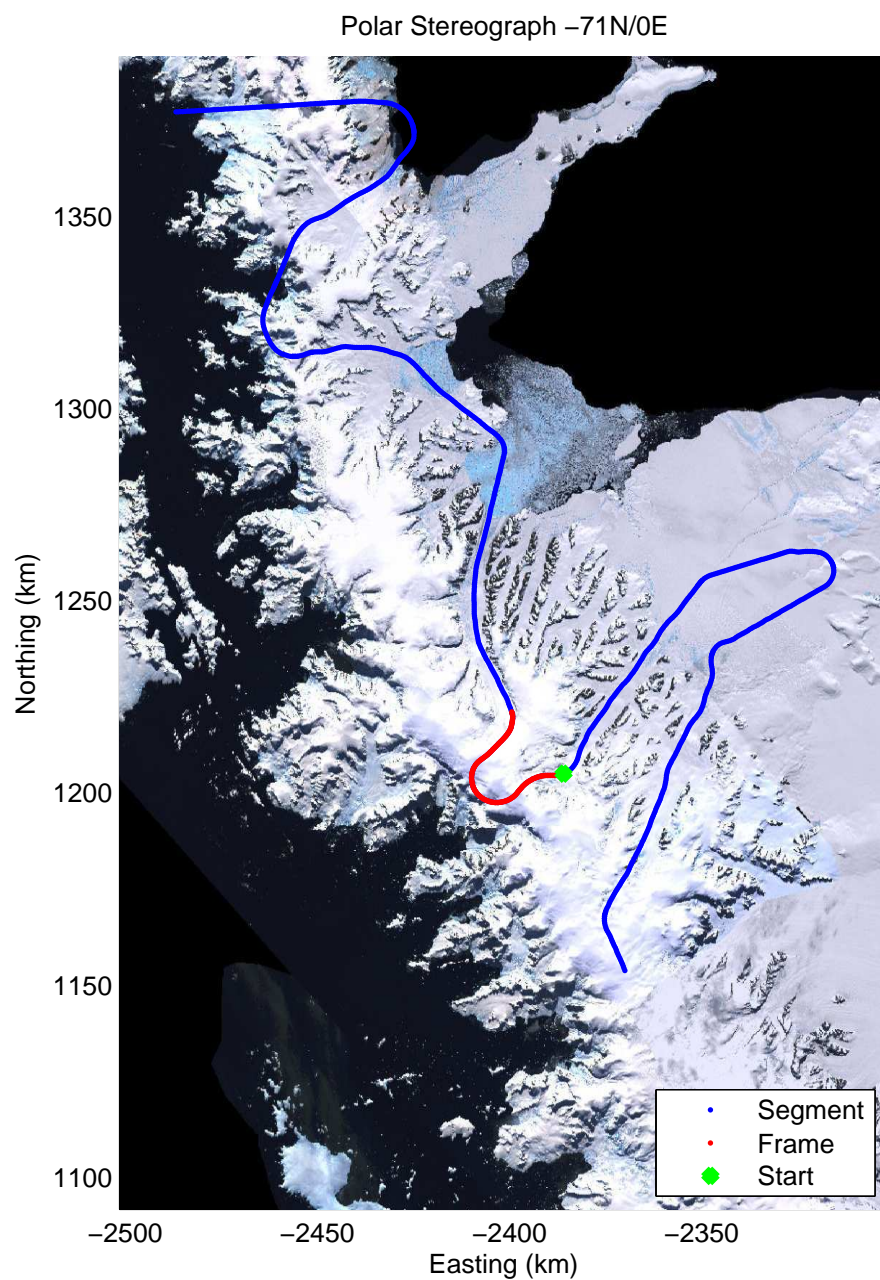 Polar Stereograph −71N/0E
1350
1300
1250
1200
1150
1100
Northing (km)
−2500
−2450
−2400
−2350
Easting (km)
Segment
Frame
Start